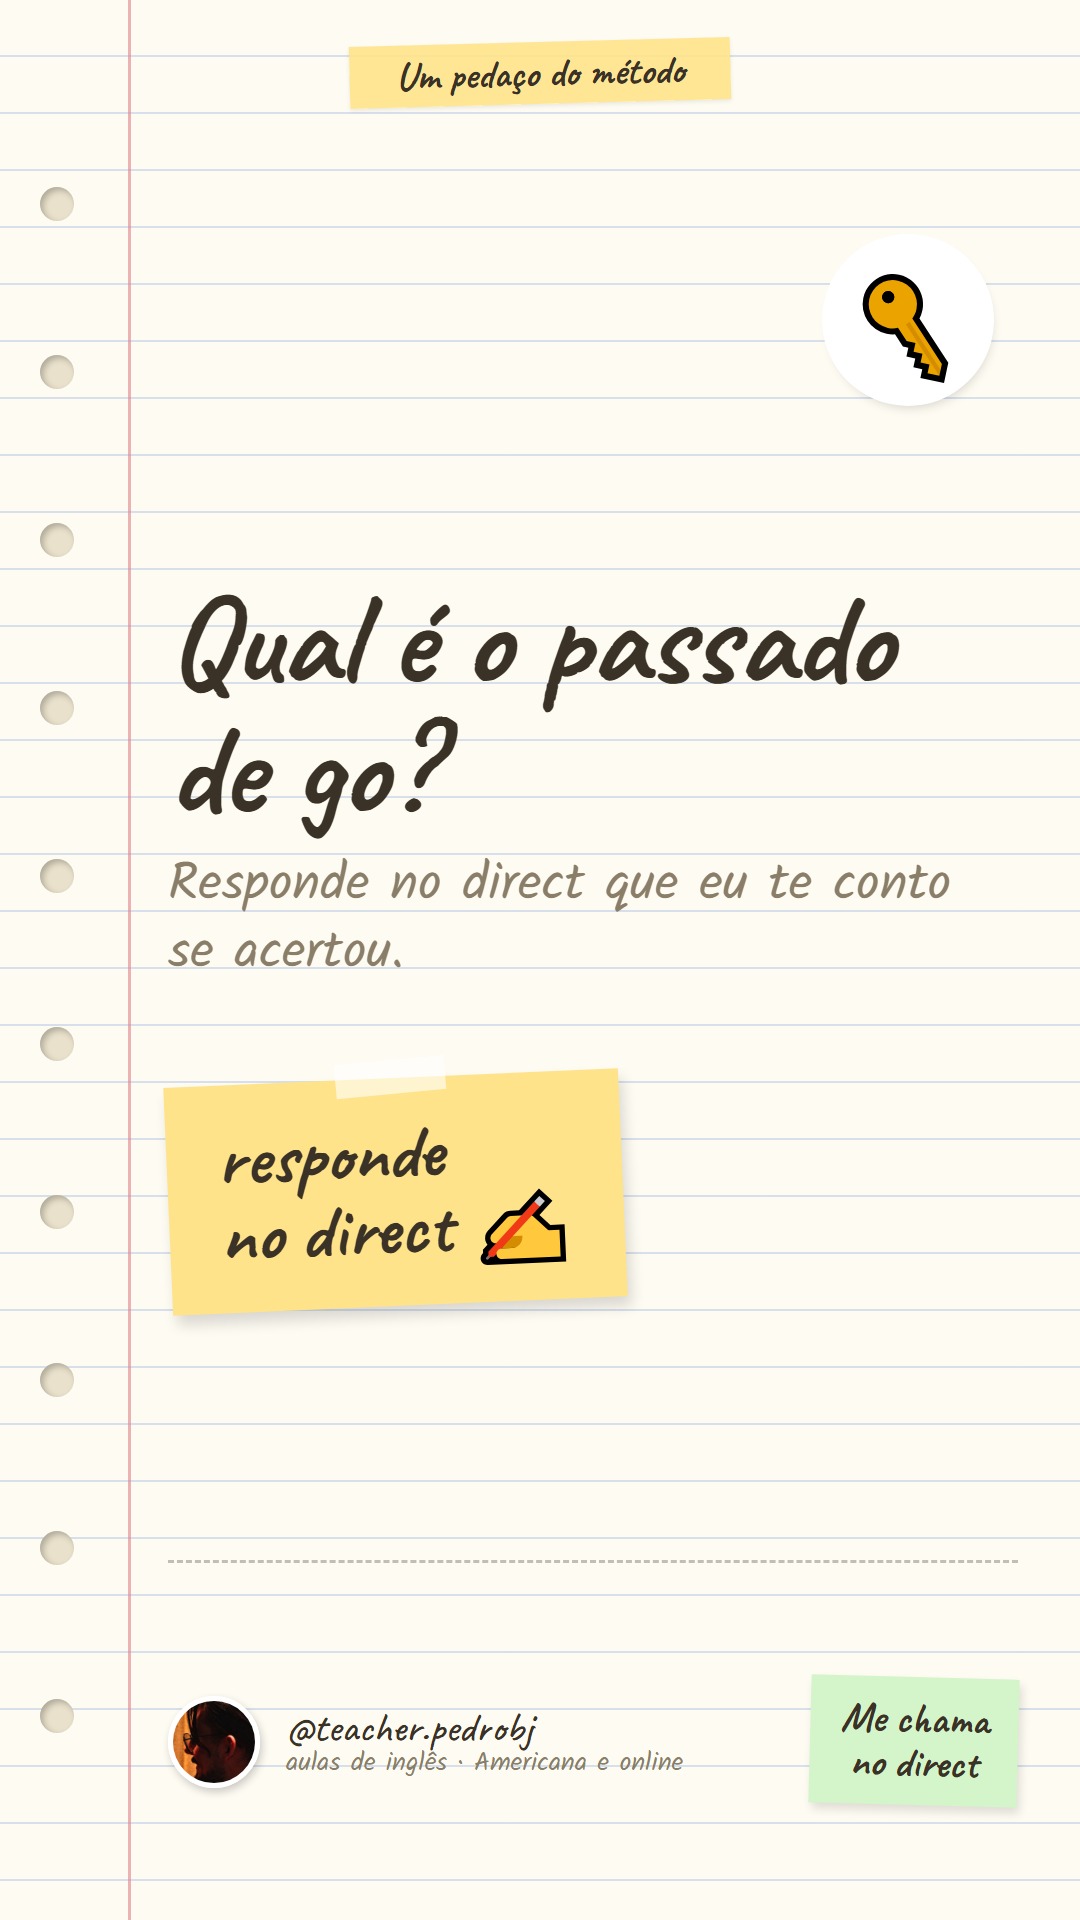 Um pedaço do método
Qual é o passado
de go?
Responde no direct que eu te conto
se acertou.
responde
no direct
@teacher.pedrobj
aulas de inglês · Americana e online
Me chama
no direct